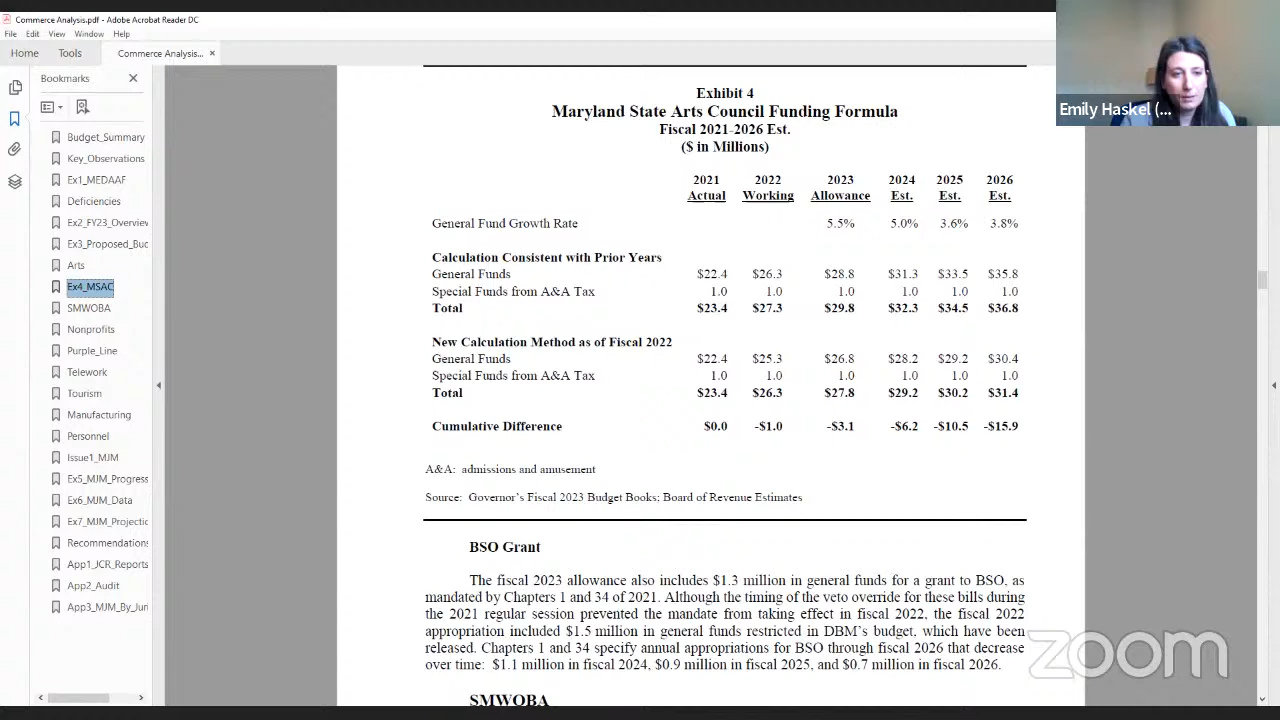 Commerce Analysis.pdf - Adobe Acrobat Reader DC
File Edit View Window Help
Home Tools Commerce Analysis... ×
Bookmarks
Budget_Summary
Key_Observations
Ex1_MEDAAF
Deficiencies
Ex2_FY23_Overview
Ex3_Proposed_Buc
Arts
Ex4_MSAC
SMWOBA
Nonprofits
Purple_Line
Telework
Tourism
Manufacturing
Personnel
Issue1_MJM
Ex5_MJM_Progress
Ex6_MJM_Data
Ex7_MJM_Projectic
Recommendations
App1_JCR_Reports
App2_Audit
App3_MJM_By_Juri
Exhibit 4
Maryland State Arts Council Funding Formula
Fiscal 2021-2026 Est.
($ in Millions)
2021 2022 2023 2024 2025 2026
Actual Working Allowance Est. Est. Est.
General Fund Growth Rate 5.5% 5.0% 3.6% 3.8%
Calculation Consistent with Prior Years
General Funds $22.4 $26.3 $28.8 $31.3 $33.5 $35.8
Special Funds from A&A Tax 1.0 1.0 1.0 1.0 1.0 1.0
Total $23.4 $27.3 $29.8 $32.3 $34.5 $36.8
New Calculation Method as of Fiscal 2022
General Funds $22.4 $25.3 $26.8 $28.2 $29.2 $30.4
Special Funds from A&A Tax 1.0 1.0 1.0 1.0 1.0 1.0
Total $23.4 $26.3 $27.8 $29.2 $30.2 $31.4
Cumulative Difference $0.0 -$1.0 -$3.1 -$6.2 -$10.5 -$15.9
A&A: admissions and amusement
Source: Governor's Fiscal 2023 Budget Books; Board of Revenue Estimates
BSO Grant
The fiscal 2023 allowance also includes $1.3 million in general funds for a grant to BSO, as
mandated by Chapters 1 and 34 of 2021. Although the timing of the veto override for these bills during
the 2021 regular session prevented the mandate from taking effect in fiscal 2022, the fiscal 2022
appropriation included $1.5 million in general funds restricted in DBM's budget, which have been
released. Chapters 1 and 34 specify annual appropriations for BSO through fiscal 2026 that decrease
over time: $1.1 million in fiscal 2024, $0.9 million in fiscal 2025, and $0.7 million in fiscal 2026.
SMWOBA
Emily Haskel (...
zoom